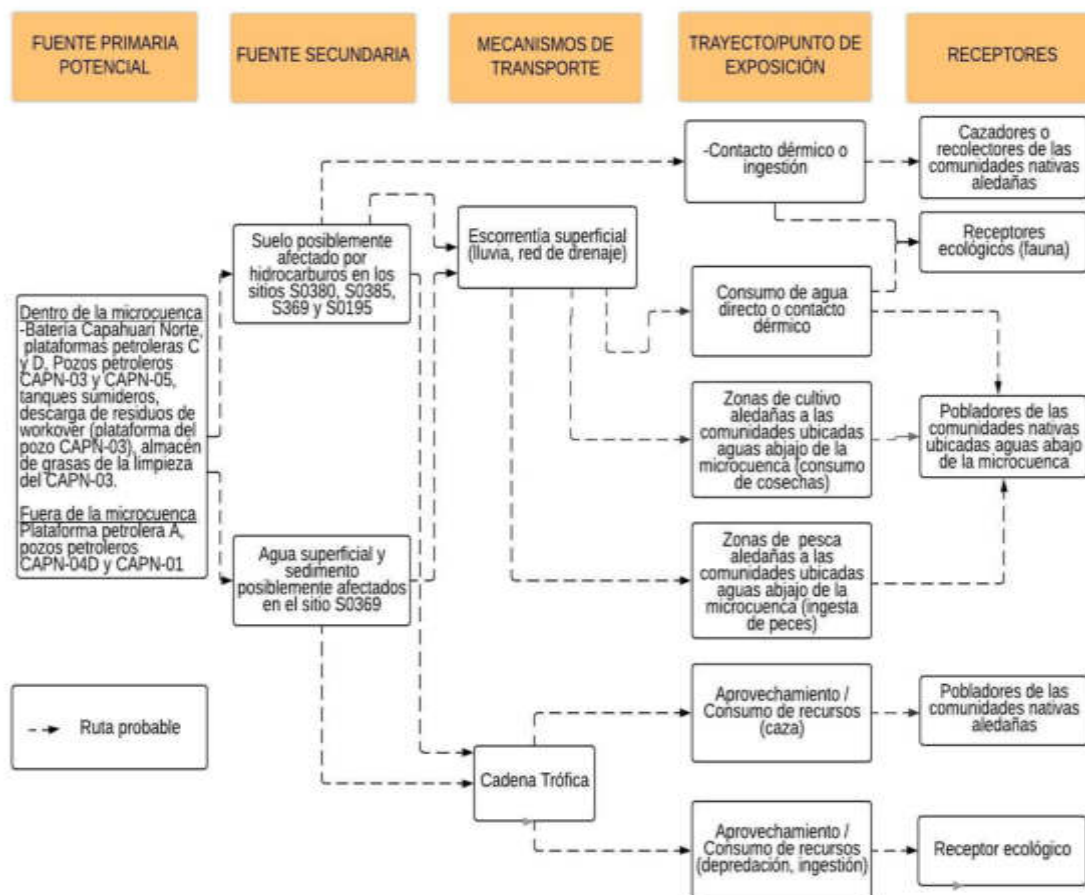 FUENTE PRIMARIA
POTENCIAL
FUENTE SECUNDARIA
MECANISMOS DE
TRANSPORTE
TRAYECTO/PUNTO DE
EXPOSICIÓN
RECEPTORES
Dentro de la microcuenca
-Batería Capahuari Norte,
plataformas petroleras C
y D, Pozos petroleros
CAPN-03 y CAPN-05,
tanques sumideros,
descarga de residuos de
workover (plataforma del
pozo CAPN-03), almacén
de grasas de la limpieza
del CAPN-03.
Fuera de la microcuenca
Plataforma petrolera A,
pozos petroleros
CAPN-04D y CAPN-01
Suelo posiblemente
afectado por
hidrocarburos en los
sitios S0380, S0385,
S369 y S0195
Agua superficial y
sedimento
posiblemente afectados
en el sitio S0369
Escorrentía superficial
(lluvia, red de drenaje)
Cadena Trófica
-Contacto dérmico o
ingestión
Consumo de agua
directo o contacto
dérmico
Zonas de cultivo
aledañas a las
comunidades ubicadas
aguas abjajo de la
microcuenca (consumo
de cosechas)
Zonas de pesca
aledañas a las
comunidades ubicadas
aguas abjajo de la
microcuenca (ingesta
de peces)
Aprovechamiento /
Consumo de recursos
(caza)
Aprovechamiento /
Consumo de recursos
(depredación, ingestión)
Cazadores o
recolectores de las
comunidades nativas
aledañas
Receptores
ecológicos (fauna)
Pobladores de las
comunidades nativas
ubicadas aguas abajo
de la microcuenca
Pobladores de las
comunidades nativas
aledañas
Receptor ecológico
Ruta probable